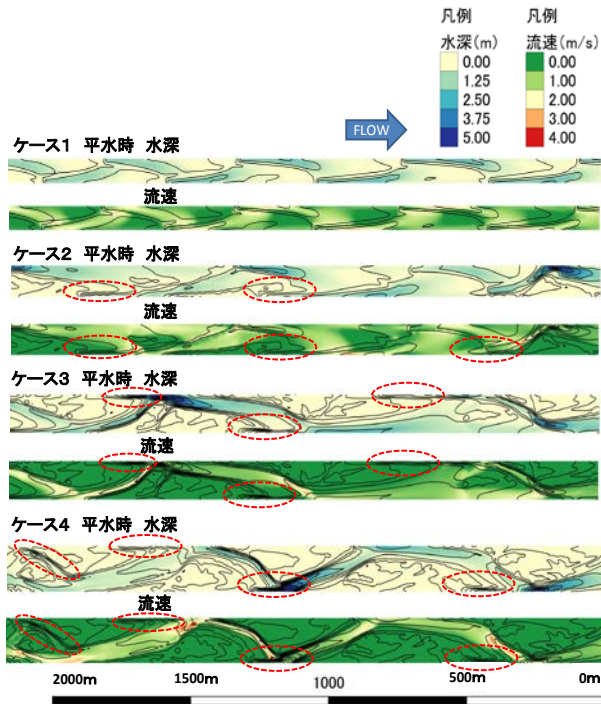 凡例 凡例
水深(m) 流速(m/s)
0.00 0.00
1.25 1.00
2.50 2.00
3.75 3.00
5.00 4.00
FLOW
ケース1 平水時 水深
流速
ケース2 平水時 水深
流速
ケース3 平水時 水深
流速
ケース4 平水時 水深
流速
2000m 1500m 1000 500m 0m